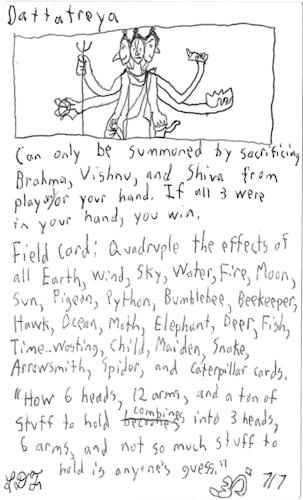 Dattatreya
Can only be summoned by sacrificing
Brahma, Vishnu, and Shiva from
play or your hand. If all 3 were
in your hand, you win.
Field Card: Quadruple the effects of
all Earth, Wind, Sky, Water, Fire, Moon,
Sun, Pigeon, Python, Bumblebee, Beekeeper,
Hawk, Ocean, Moth, Elephant, Deer, Fish,
Time-Wasting, Child, Maiden, Snake,
Arrowsmith, Spider, and Caterpillar cards.
"How 6 heads, 12 arms, and a ton of
stuff to hold combines into 3 heads,
6 arms, and not so much stuff to
hold is anyone's guess."
7/7